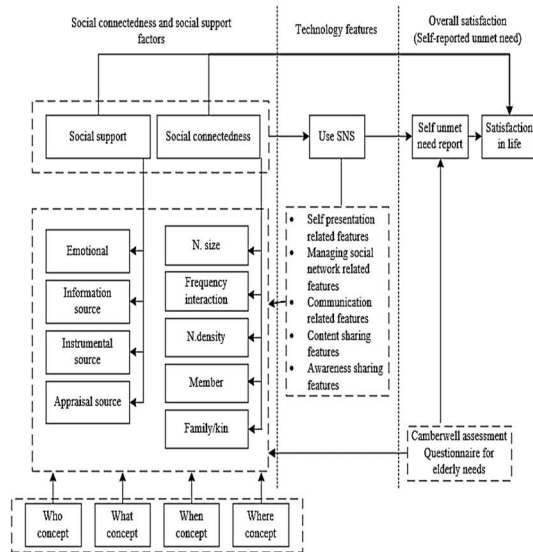 Social connectedness and social support
factors
Technology features
Overall satisfaction
(Self-reported unmet need)
Social support
Social connectedness
Use SNS
Self unmet
need report
Satisfaction
in life
Emotional
Information
source
Instrumental
source
Appraisal source
N. size
Frequency
interaction
N.density
Member
Family/kin
• Self presentation
related features
• Managing social
network related
features
• Communication
related features
• Content sharing
features
• Awareness sharing
features
Camberwell assessment
Questionnaire for
elderly needs
Who
concept
What
concept
When
concept
Where
concept